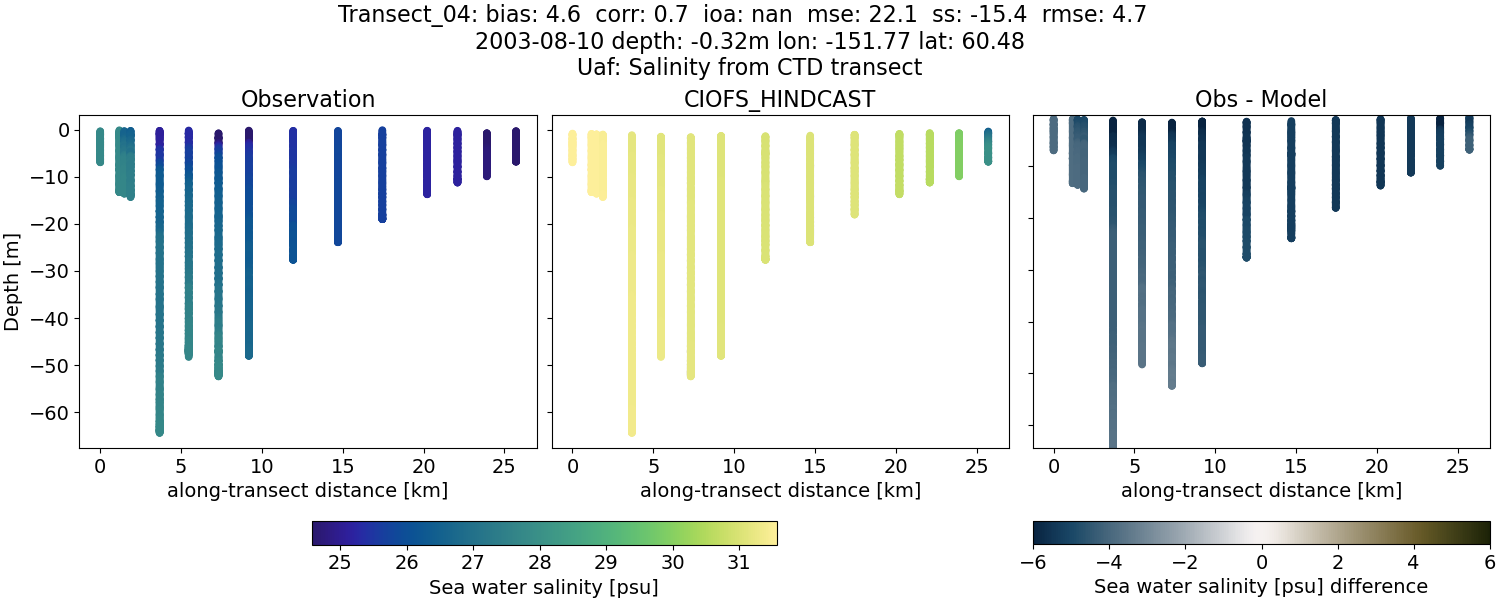 Transect_04: bias: 4.6 corr: 0.7 ioa: nan mse: 22.1 ss: -15.4 rmse: 4.7
2003-08-10 depth: -0.32m lon: -151.77 lat: 60.48
Uaf: Salinity from CTD transect
Observation CIOFS_HINDCAST Obs - Model
0
−10
−20
−30
−40
−50
−60
Depth [m]
0 5 10 15 20 25 0 5 10 15 20 25 0 5 10 15 20 25
along-transect distance [km] along-transect distance [km] along-transect distance [km]
25 26 27 28 29 30 31 −6 −4 −2 0 2 4 6
Sea water salinity [psu] Sea water salinity [psu] difference